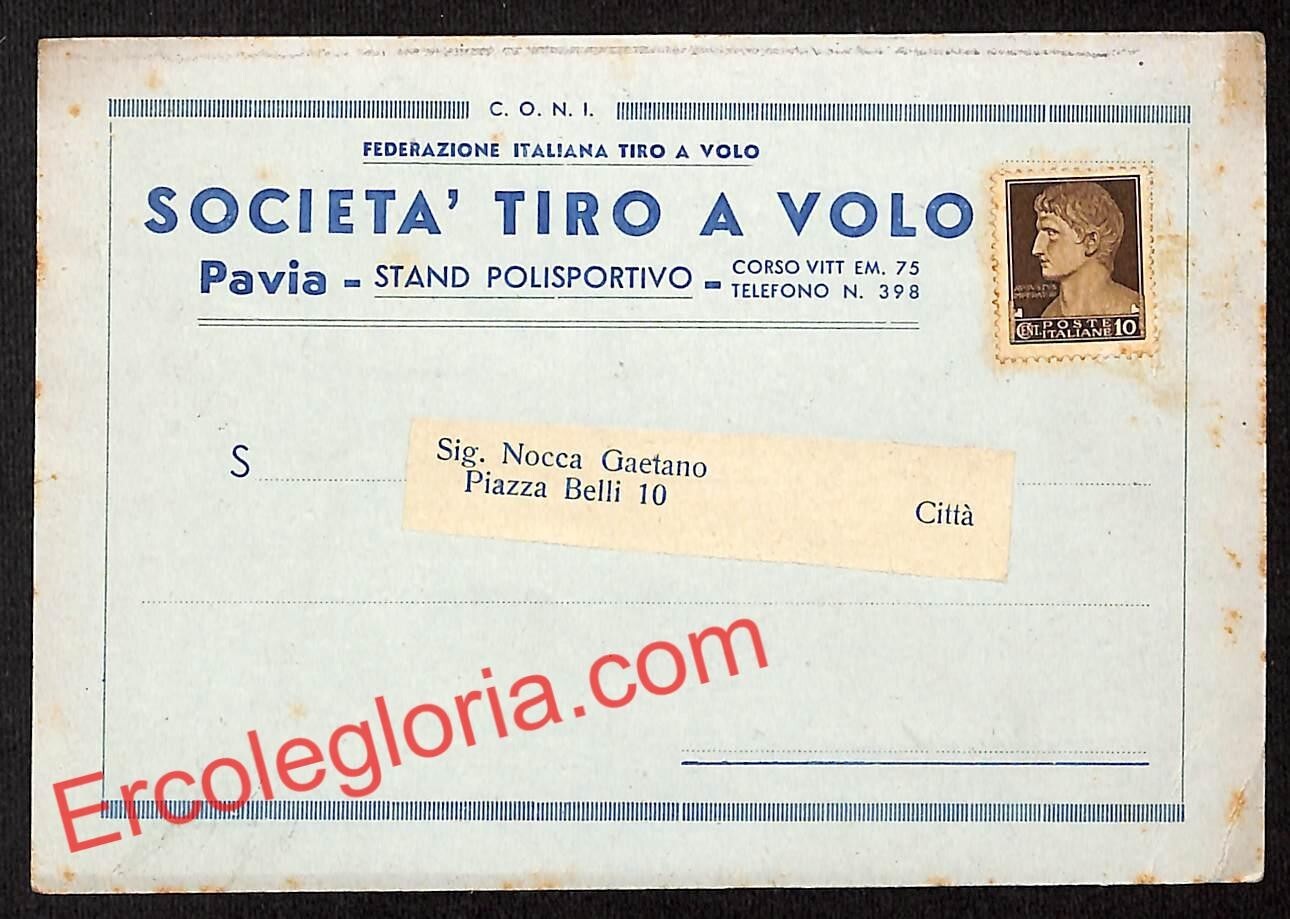 C. O. N. I.
FEDERAZIONE ITALIANA TIRO A VOLO
SOCIETA' TIRO A VOLO
Pavia - STAND POLISPORTIVO - CORSO VITT EM. 75
TELEFONO N. 398
CENT. POSTE ITALIANE 10
S
Sig. Nocca Gaetano
Piazza Belli 10
Città
Ercolegloria.com